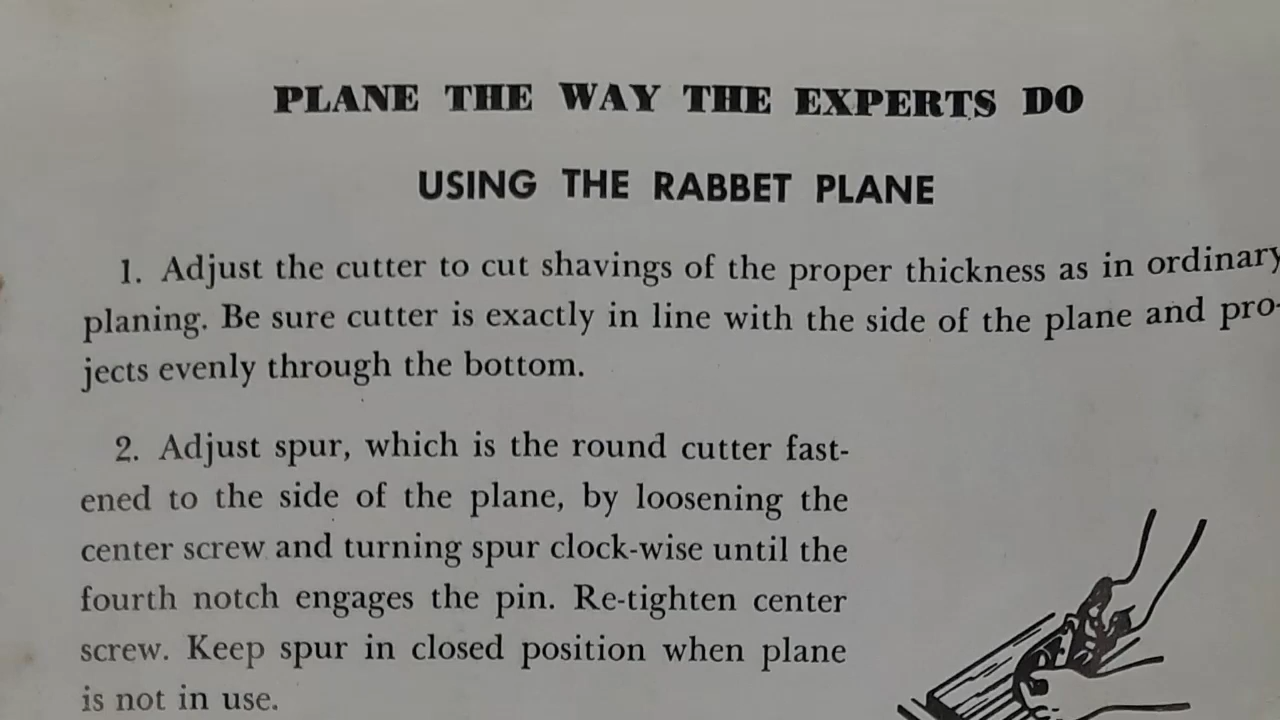 PLANE THE WAY THE EXPERTS DO
USING THE RABBET PLANE
1. Adjust the cutter to cut shavings of the proper thickness as in ordinary
planing. Be sure cutter is exactly in line with the side of the plane and pro-
jects evenly through the bottom.
2. Adjust spur, which is the round cutter fast-
ened to the side of the plane, by loosening the
center screw and turning spur clock-wise until the
fourth notch engages the pin. Re-tighten center
screw. Keep spur in closed position when plane
is not in use.